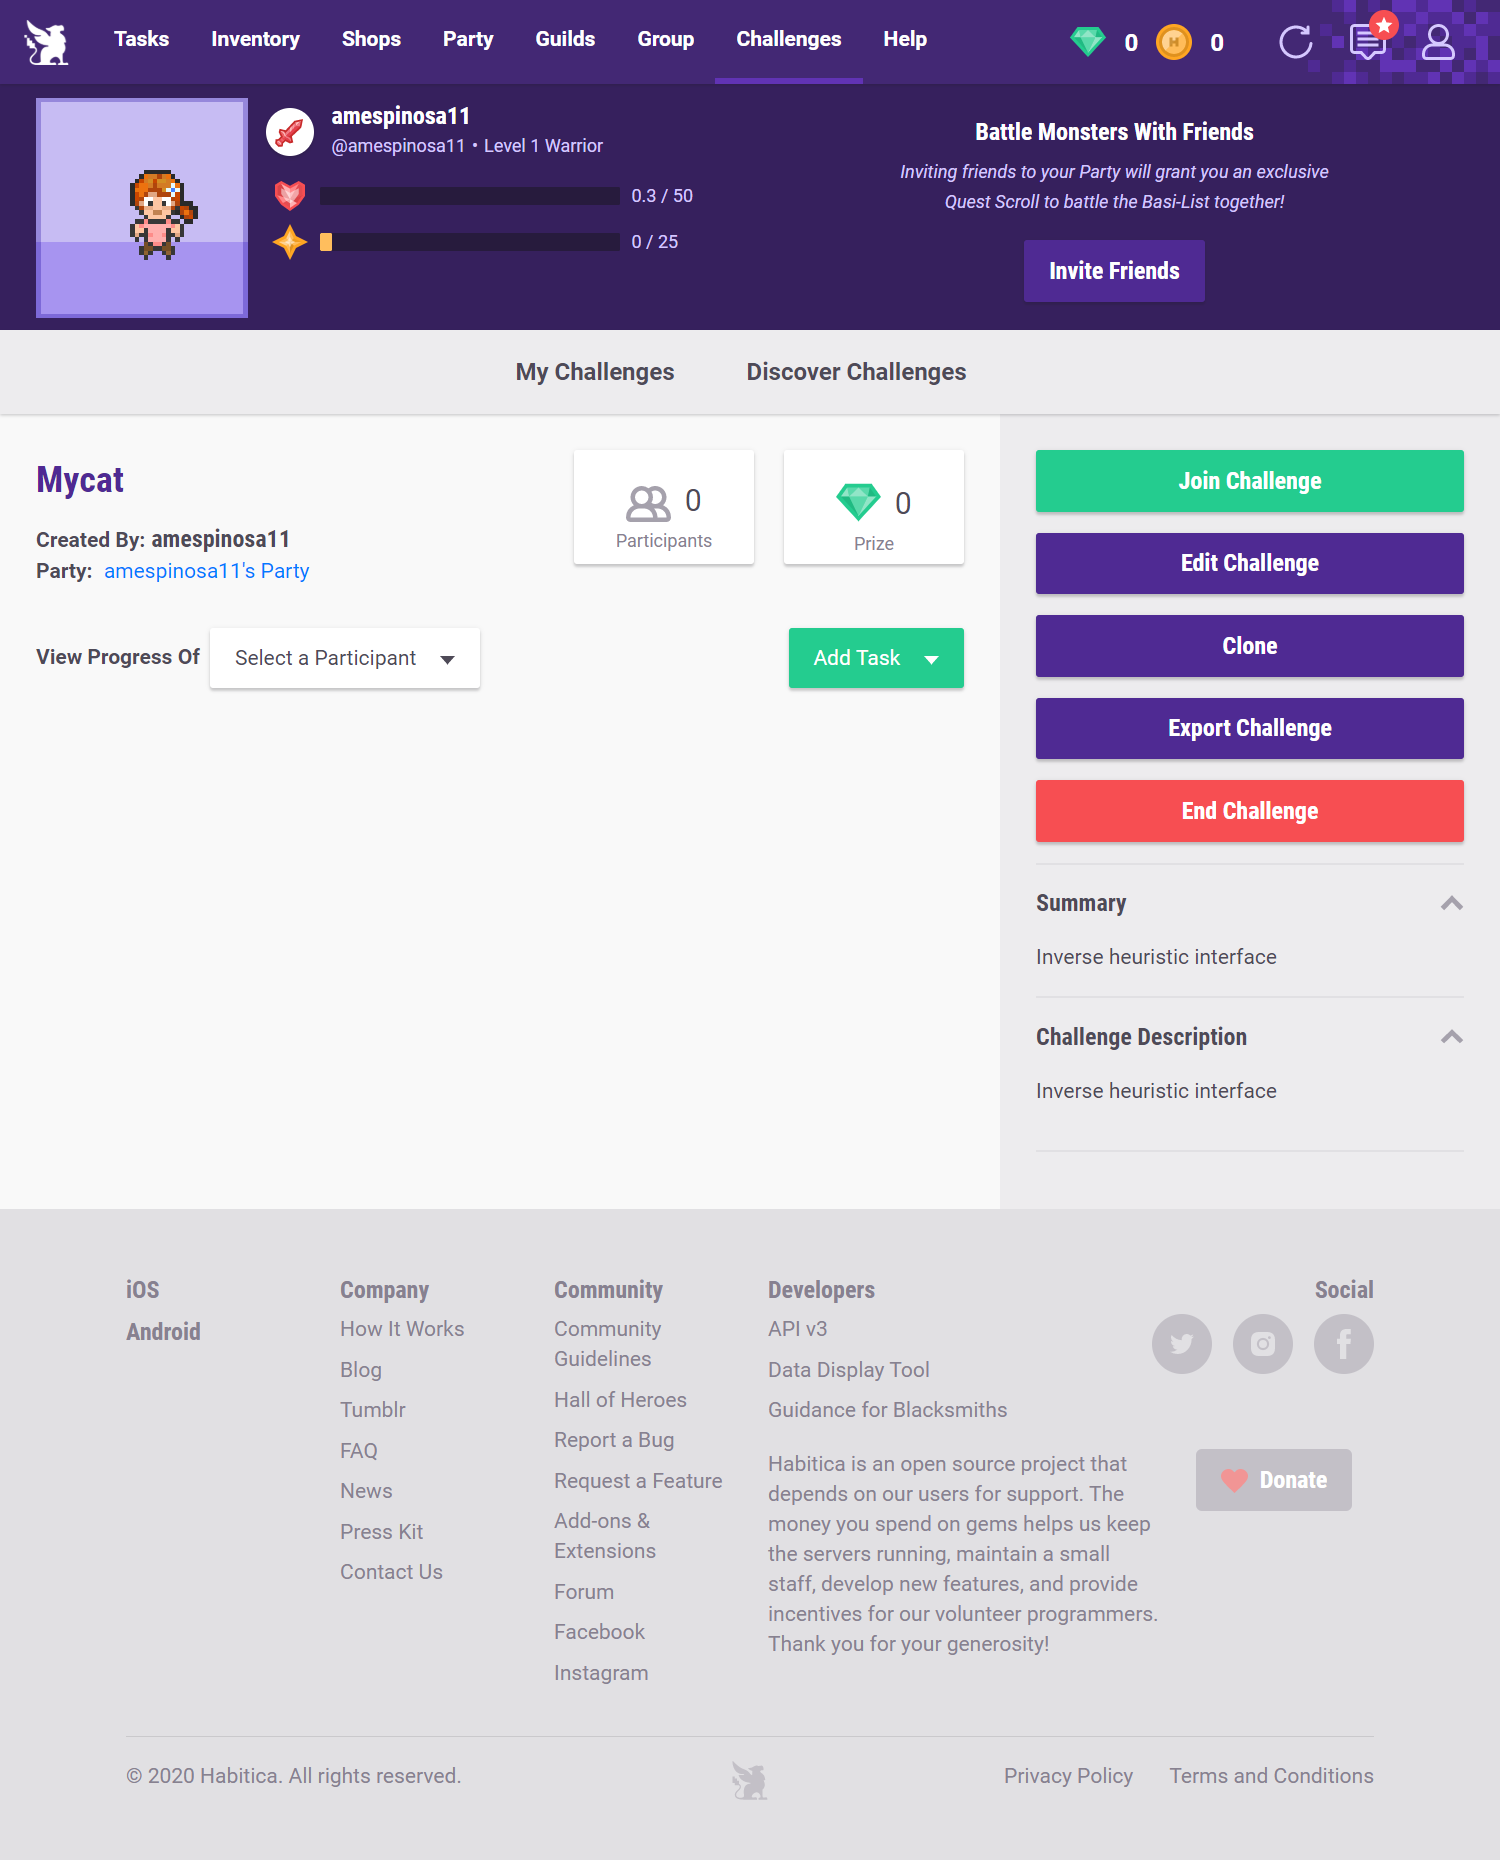 Tasks Inventory Shops Party Guilds Group Challenges Help 0 0
amespinosa11
@amespinosa11 • Level 1 Warrior
0.3 / 50
0 / 25
Battle Monsters With Friends
Inviting friends to your Party will grant you an exclusive
Quest Scroll to battle the Basi-List together!
Invite Friends
My Challenges Discover Challenges
Mycat
Created By: amespinosa11
Party: amespinosa11's Party
0
Participants
0
Prize
View Progress Of Select a Participant
Add Task
Join Challenge
Edit Challenge
Clone
Export Challenge
End Challenge
Summary
Inverse heuristic interface
Challenge Description
Inverse heuristic interface
iOS
Android
Company
How It Works
Blog
Tumblr
FAQ
News
Press Kit
Contact Us
Community
Community
Guidelines
Hall of Heroes
Report a Bug
Request a Feature
Add-ons &
Extensions
Forum
Facebook
Instagram
Developers
API v3
Data Display Tool
Guidance for Blacksmiths
Habitica is an open source project that
depends on our users for support. The
money you spend on gems helps us keep
the servers running, maintain a small
staff, develop new features, and provide
incentives for our volunteer programmers.
Thank you for your generosity!
Social
Donate
© 2020 Habitica. All rights reserved.
Privacy Policy Terms and Conditions